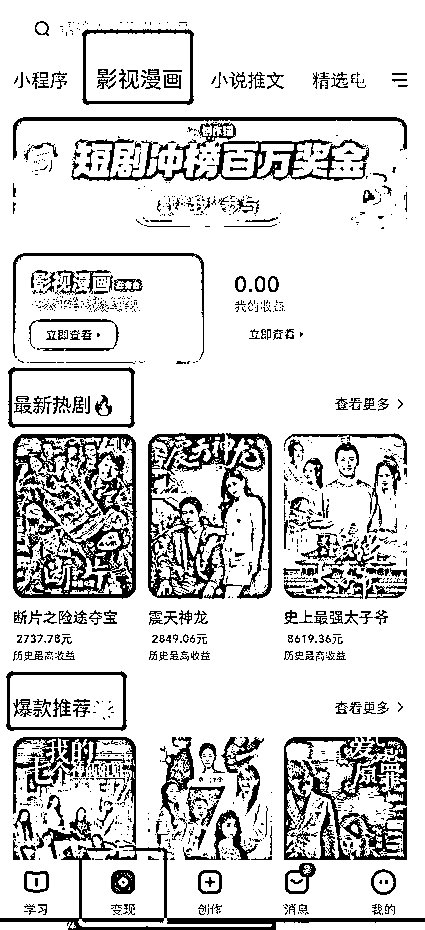 小程序 影视漫画 小说推文 精选电
短剧冲榜百万奖金
影视漫画
0.00
我的收益
立即查看
立即查看
最新热剧
查看更多
断片之险途夺宝
震天神龙
史上最强太子爷
2737.78元
2849.06元
8619.36元
历史最高收益
历史最高收益
历史最高收益
爆款推荐
查看更多
学习
变现
创作
消息
我的